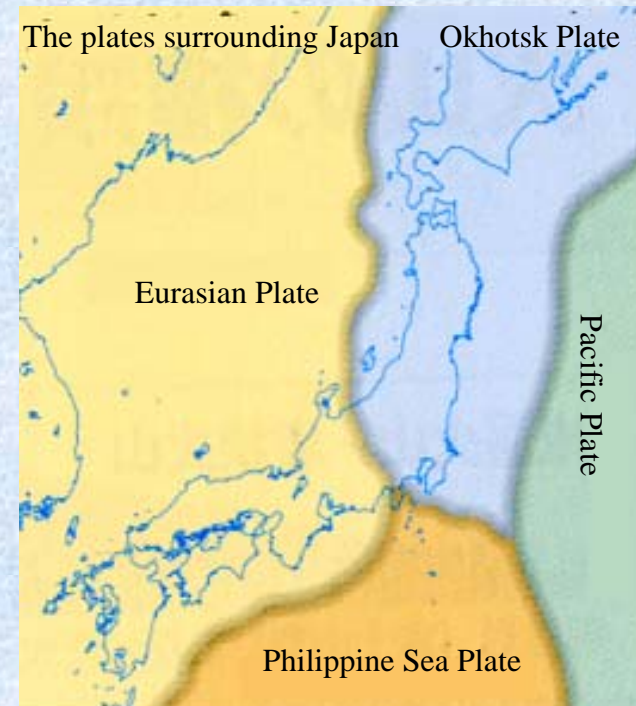 The plates surrounding Japan
Okhotsk Plate
Eurasian Plate
Pacific Plate
Philippine Sea Plate